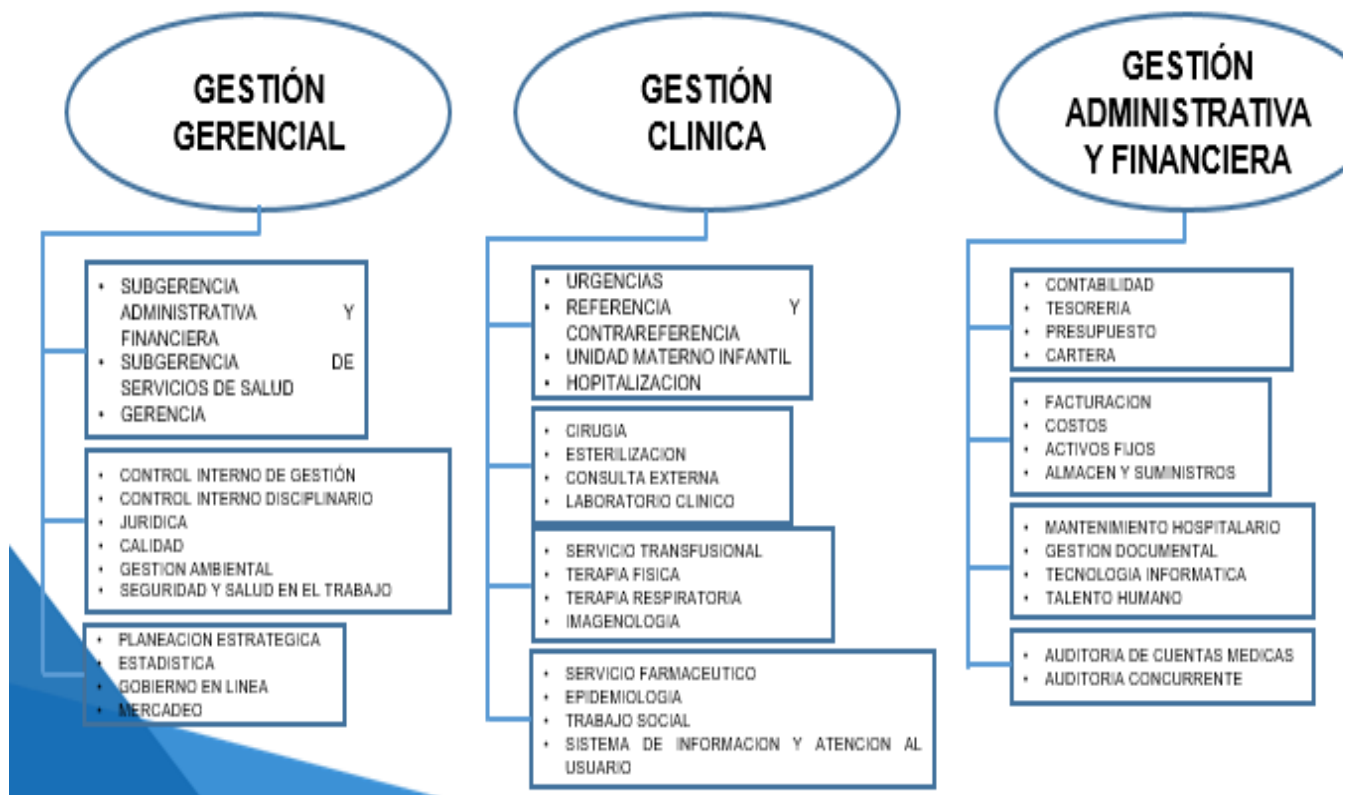 GESTIÓN
GERENCIAL
• SUBGERENCIA
ADMINISTRATIVA Y
FINANCIERA
• SUBGERENCIA DE
SERVICIOS DE SALUD
• GERENCIA
• CONTROL INTERNO DE GESTIÓN
• CONTROL INTERNO DISCIPLINARIO
• JURIDICA
• CALIDAD
• GESTION AMBIENTAL
• SEGURIDAD Y SALUD EN EL TRABAJO
• PLANEACION ESTRATEGICA
• ESTADISTICA
• GOBIERNO EN LINEA
• MERCADEO
GESTIÓN
CLINICA
• URGENCIAS
• REFERENCIA Y
CONTRAREFERENCIA
• UNIDAD MATERNO INFANTIL
• HOPITALIZACION
• CIRUGIA
• ESTERILIZACION
• CONSULTA EXTERNA
• LABORATORIO CLINICO
• SERVICIO TRANSFUSIONAL
• TERAPIA FISICA
• TERAPIA RESPIRATORIA
• IMAGENOLOGIA
• SERVICIO FARMACEUTICO
• EPIDEMIOLOGIA
• TRABAJO SOCIAL
• SISTEMA DE INFORMACION Y ATENCION AL
USUARIO
GESTIÓN
ADMINISTRATIVA
Y FINANCIERA
• CONTABILIDAD
• TESORERIA
• PRESUPUESTO
• CARTERA
• FACTURACION
• COSTOS
• ACTIVOS FIJOS
• ALMACEN Y SUMINISTROS
• MANTENIMIENTO HOSPITALARIO
• GESTION DOCUMENTAL
• TECNOLOGIA INFORMATICA
• TALENTO HUMANO
• AUDITORIA DE CUENTAS MEDICAS
• AUDITORIA CONCURRENTE